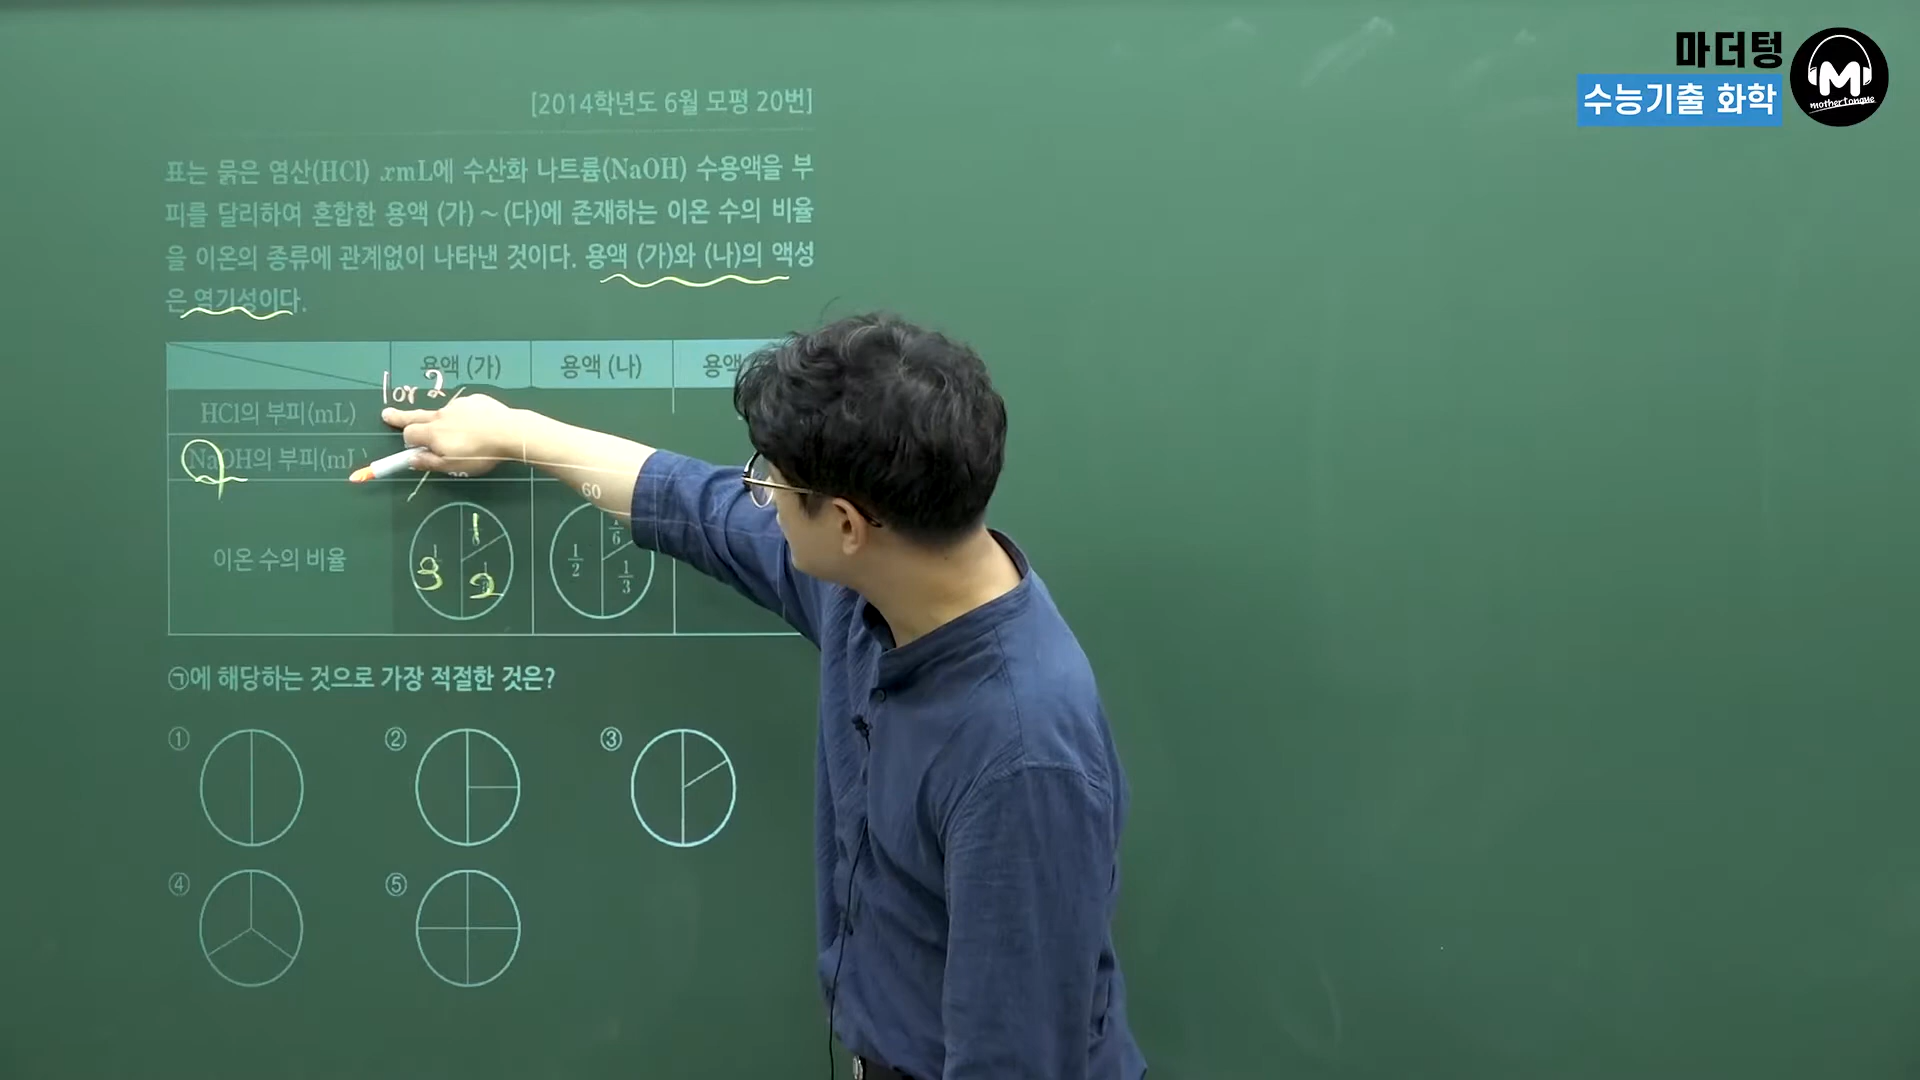 마더텅
수능기출 화학
M
mothertongue
[2014학년도 6월 모평 20번]
표는 묽은 염산(HCl) xmL에 수산화 나트륨(NaOH) 수용액을 부
피를 달리하여 혼합한 용액 (가) ~ (다)에 존재하는 이온 수의 비율
을 이온의 종류에 관계없이 나타낸 것이다. 용액 (가)와 (나)의 액성
은 염기성이다.
용액 (가) 용액 (나) 용액
1 or 2
HCl의 부피(mL)
NaOH의 부피(mL)
60
이온 수의 비율
3 1 2
1/2 1/6 1/3
㉠에 해당하는 것으로 가장 적절한 것은?
① ② ③
④ ⑤